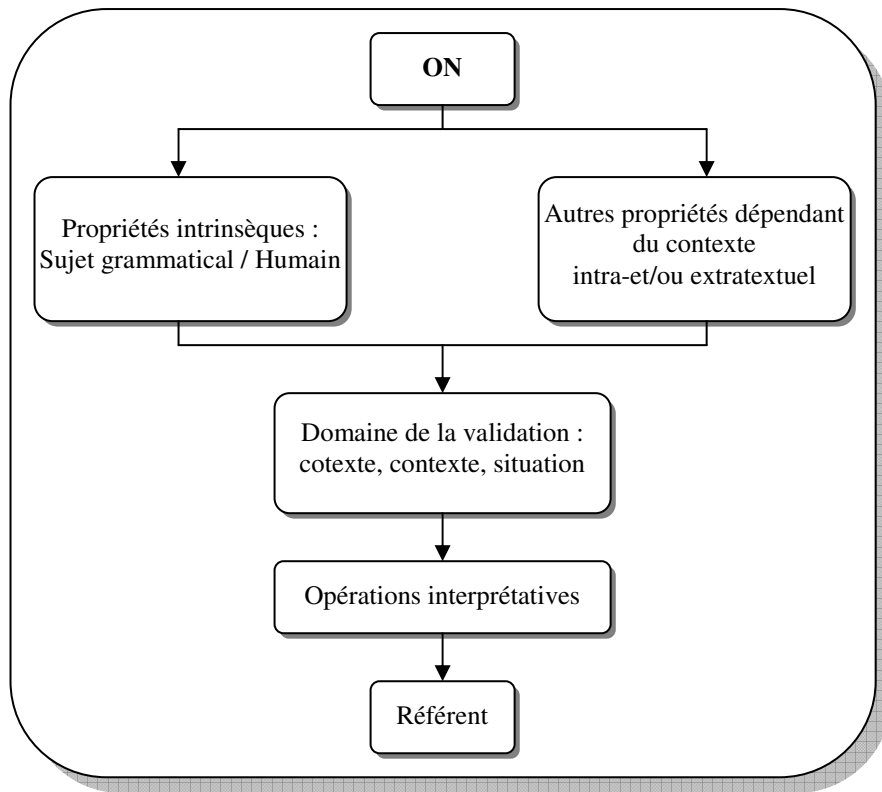 ON
Propriétés intrinsèques :
Sujet grammatical / Humain
Autres propriétés dépendant
du contexte
intra-et/ou extratextuel
Domaine de la validation :
cotexte, contexte, situation
Opérations interprétatives
Référent